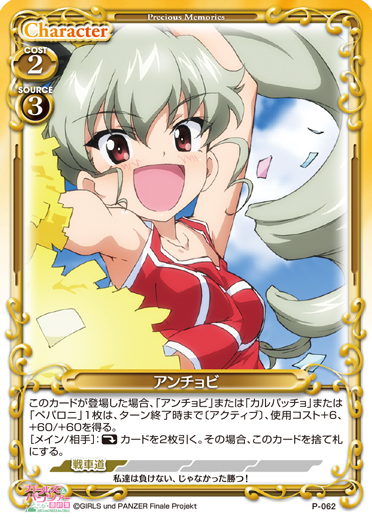 Precious Memories
Character
COST
2
SOURCE
3
アンチョビ
このカードが登場した場合、「アンチョビ」または「カルパッチョ」または
「ペパロニ」1枚は、ターン終了時まで〔アクティブ〕、使用コスト+6、
+60/+60を得る。
[メイン/相手]: カードを2枚引く。その場合、このカードを捨て札
にする。
戦車道
私達は負けない、じゃなかった勝つ!
©GIRLS und PANZER Finale Projekt
P-062